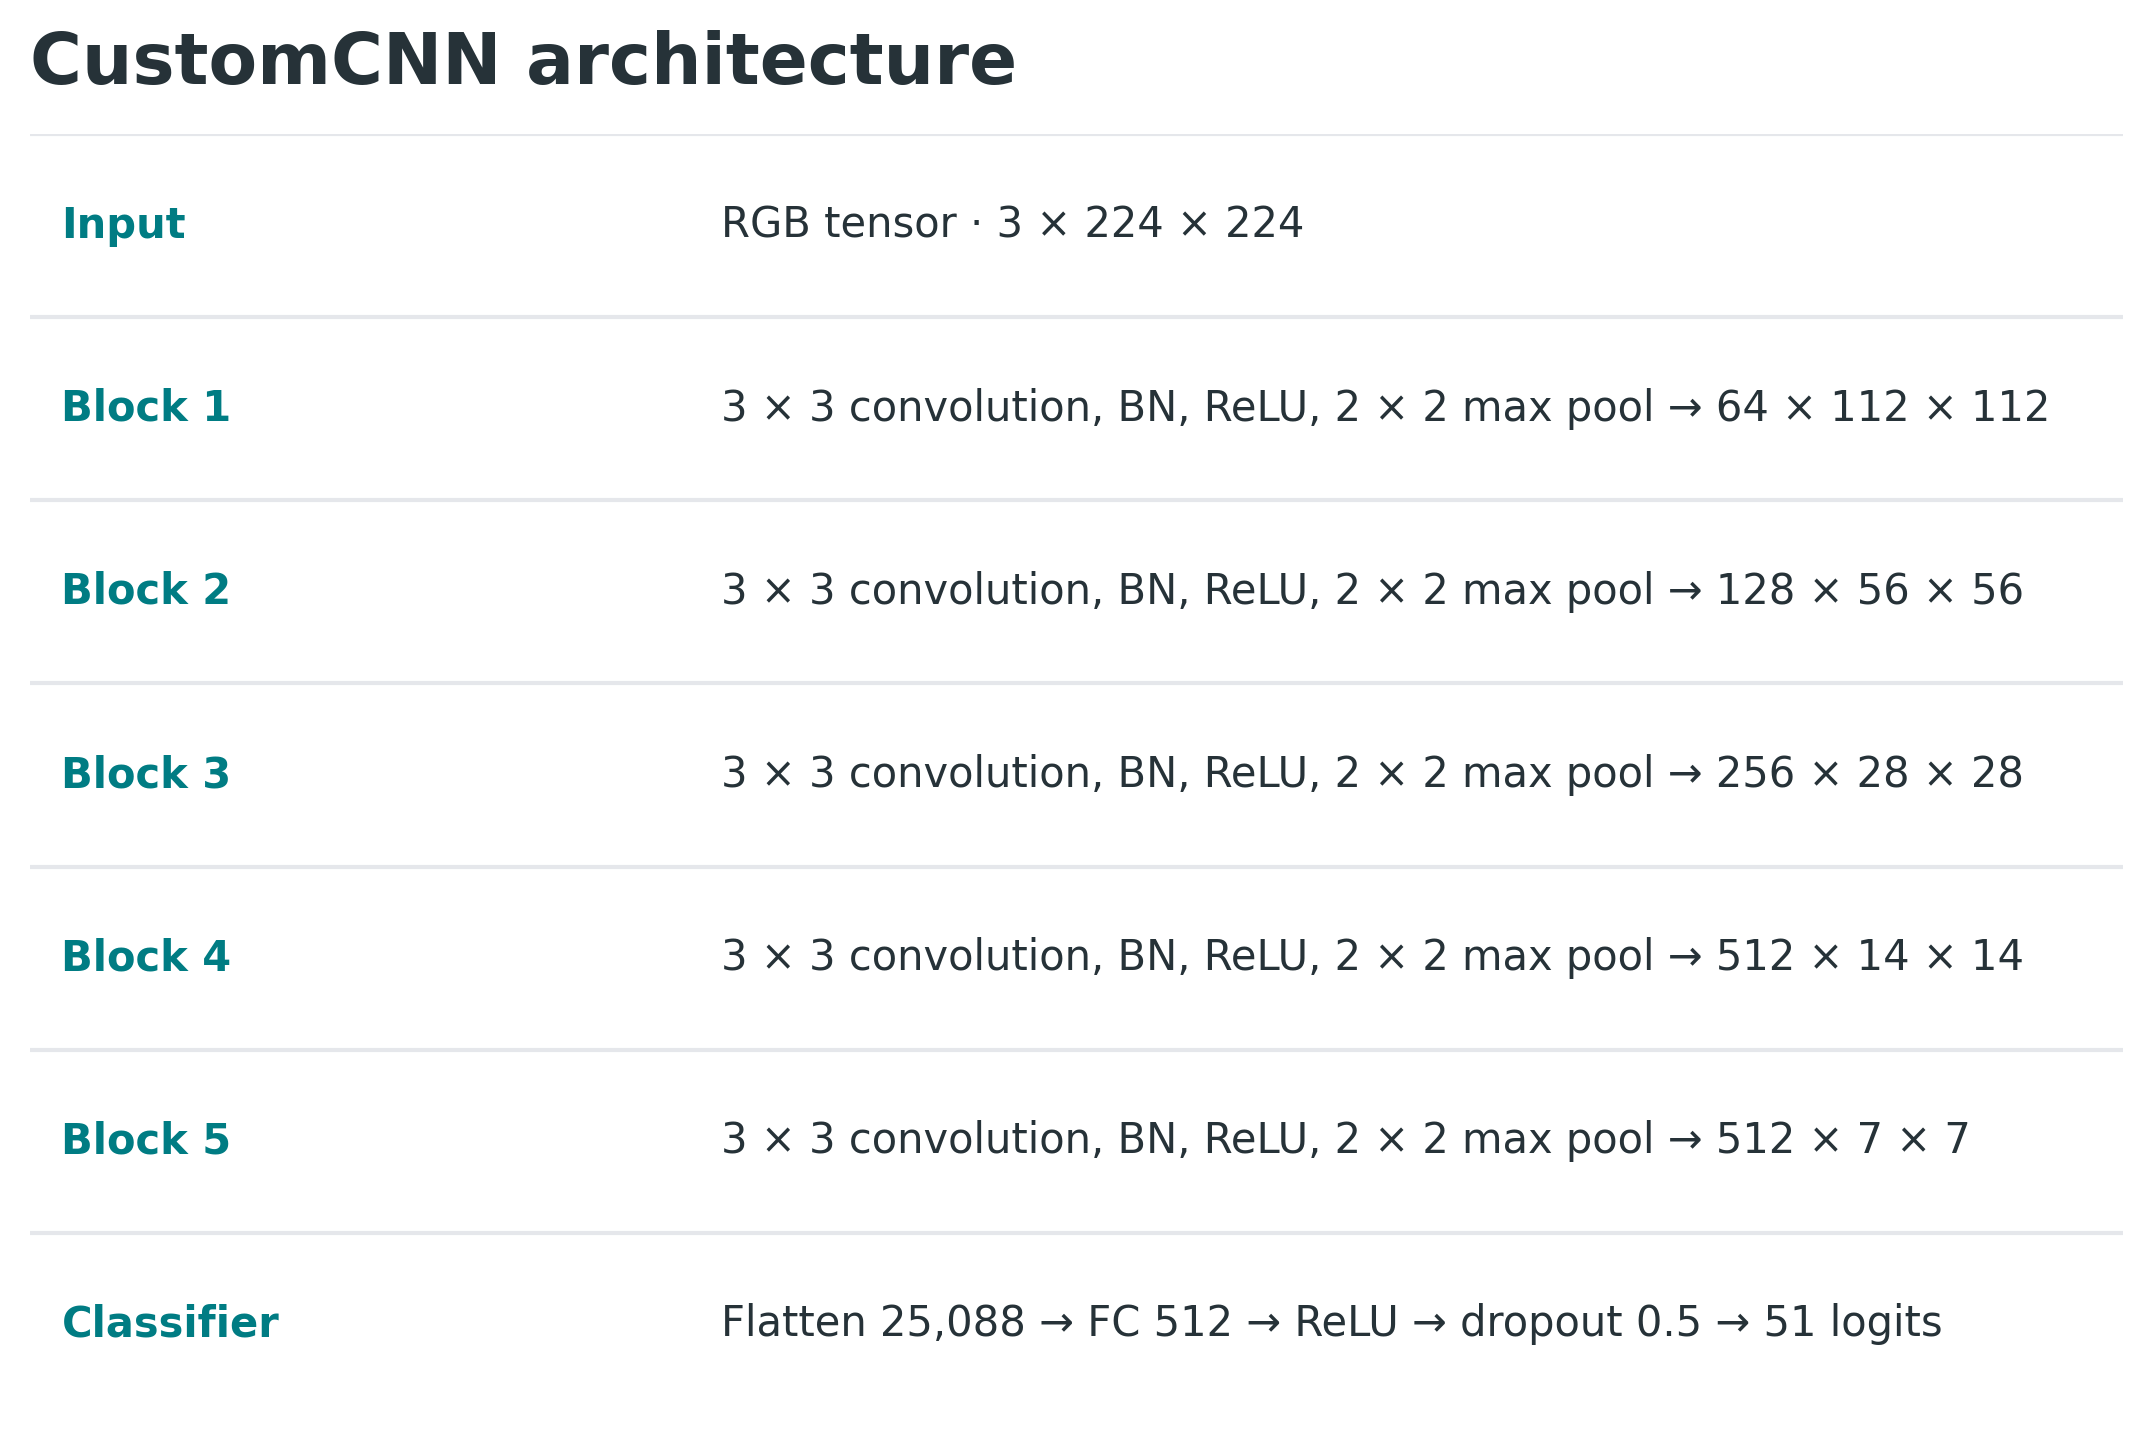 CustomCNN architecture
Input RGB tensor · 3 × 224 × 224
Block 1 3 × 3 convolution, BN, ReLU, 2 × 2 max pool → 64 × 112 × 112
Block 2 3 × 3 convolution, BN, ReLU, 2 × 2 max pool → 128 × 56 × 56
Block 3 3 × 3 convolution, BN, ReLU, 2 × 2 max pool → 256 × 28 × 28
Block 4 3 × 3 convolution, BN, ReLU, 2 × 2 max pool → 512 × 14 × 14
Block 5 3 × 3 convolution, BN, ReLU, 2 × 2 max pool → 512 × 7 × 7
Classifier Flatten 25,088 → FC 512 → ReLU → dropout 0.5 → 51 logits